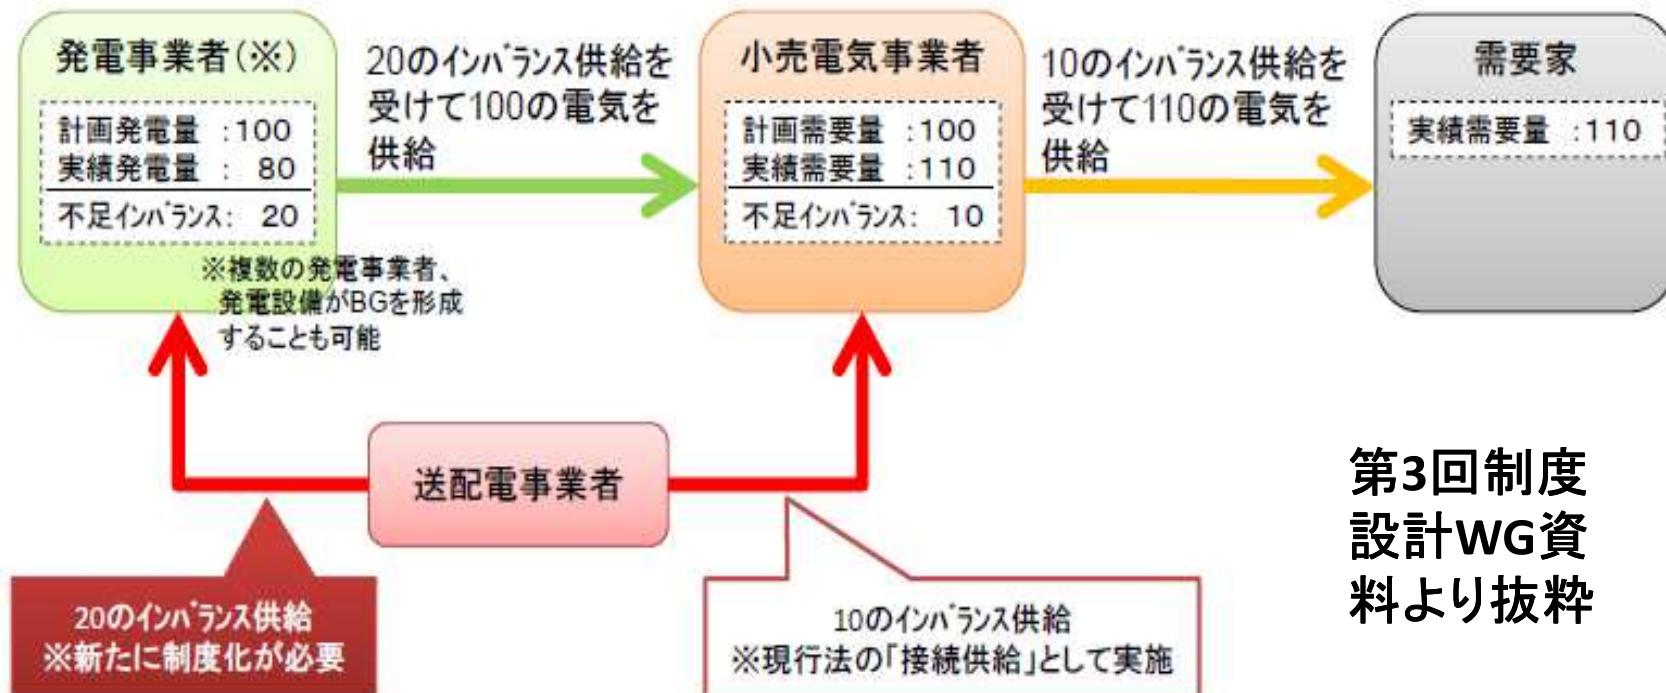 発電事業者(※)
計画発電量 :100
実績発電量 : 80
不足インバランス: 20
※複数の発電事業者、
発電設備がBGを形成
することも可能
20のインバランス供給を
受けて100の電気を
供給
小売電気事業者
計画需要量 :100
実績需要量 :110
不足インバランス: 10
10のインバランス供給を
受けて110の電気を
供給
需要家
実績需要量 :110
送配電事業者
20のインバランス供給
※新たに制度化が必要
10のインバランス供給
※現行法の「接続供給」として実施
第3回制度
設計WG資
料より抜粋